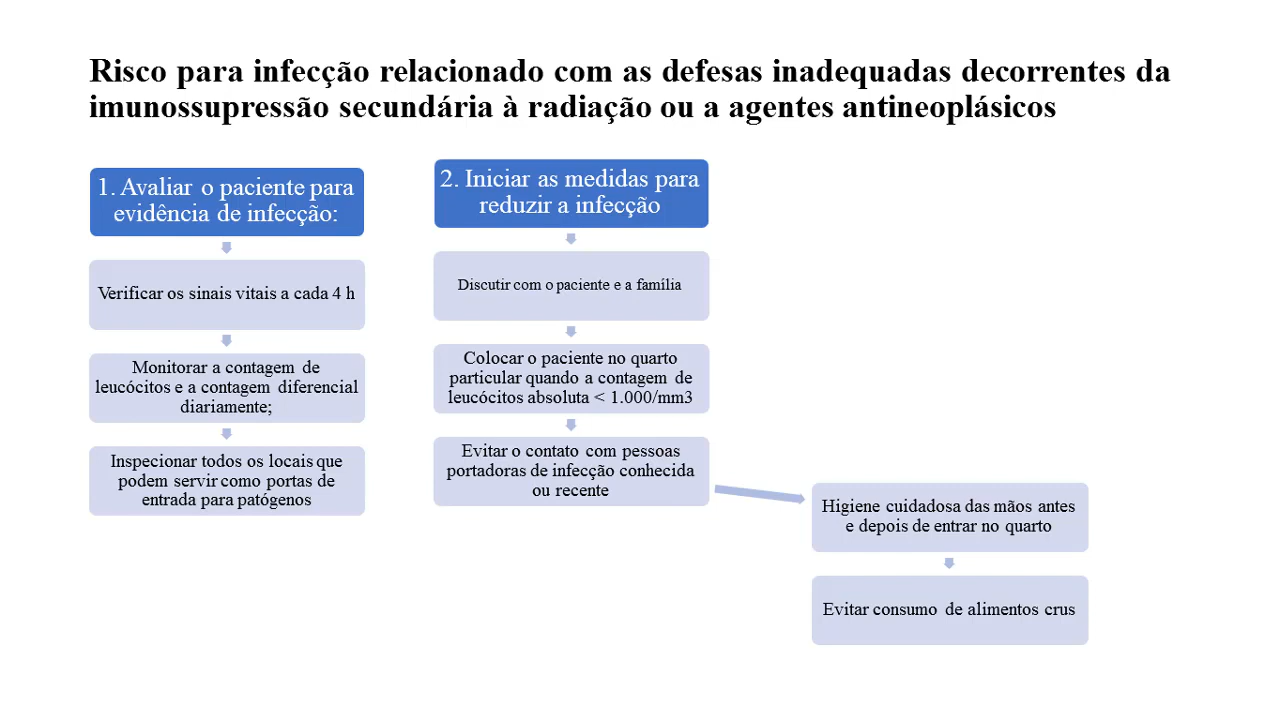 Risco para infecção relacionado com as defesas inadequadas decorrentes da
imunossupressão secundária à radiação ou a agentes antineoplásicos
1. Avaliar o paciente para
evidência de infecção:
Verificar os sinais vitais a cada 4 h
Monitorar a contagem de
leucócitos e a contagem diferencial
diariamente;
Inspecionar todos os locais que
podem servir como portas de
entrada para patógenos
2. Iniciar as medidas para
reduzir a infecção
Discutir com o paciente e a família
Colocar o paciente no quarto
particular quando a contagem de
leucócitos absoluta < 1.000/mm3
Evitar o contato com pessoas
portadoras de infecção conhecida
ou recente
Higiene cuidadosa das mãos antes
e depois de entrar no quarto
Evitar consumo de alimentos crus